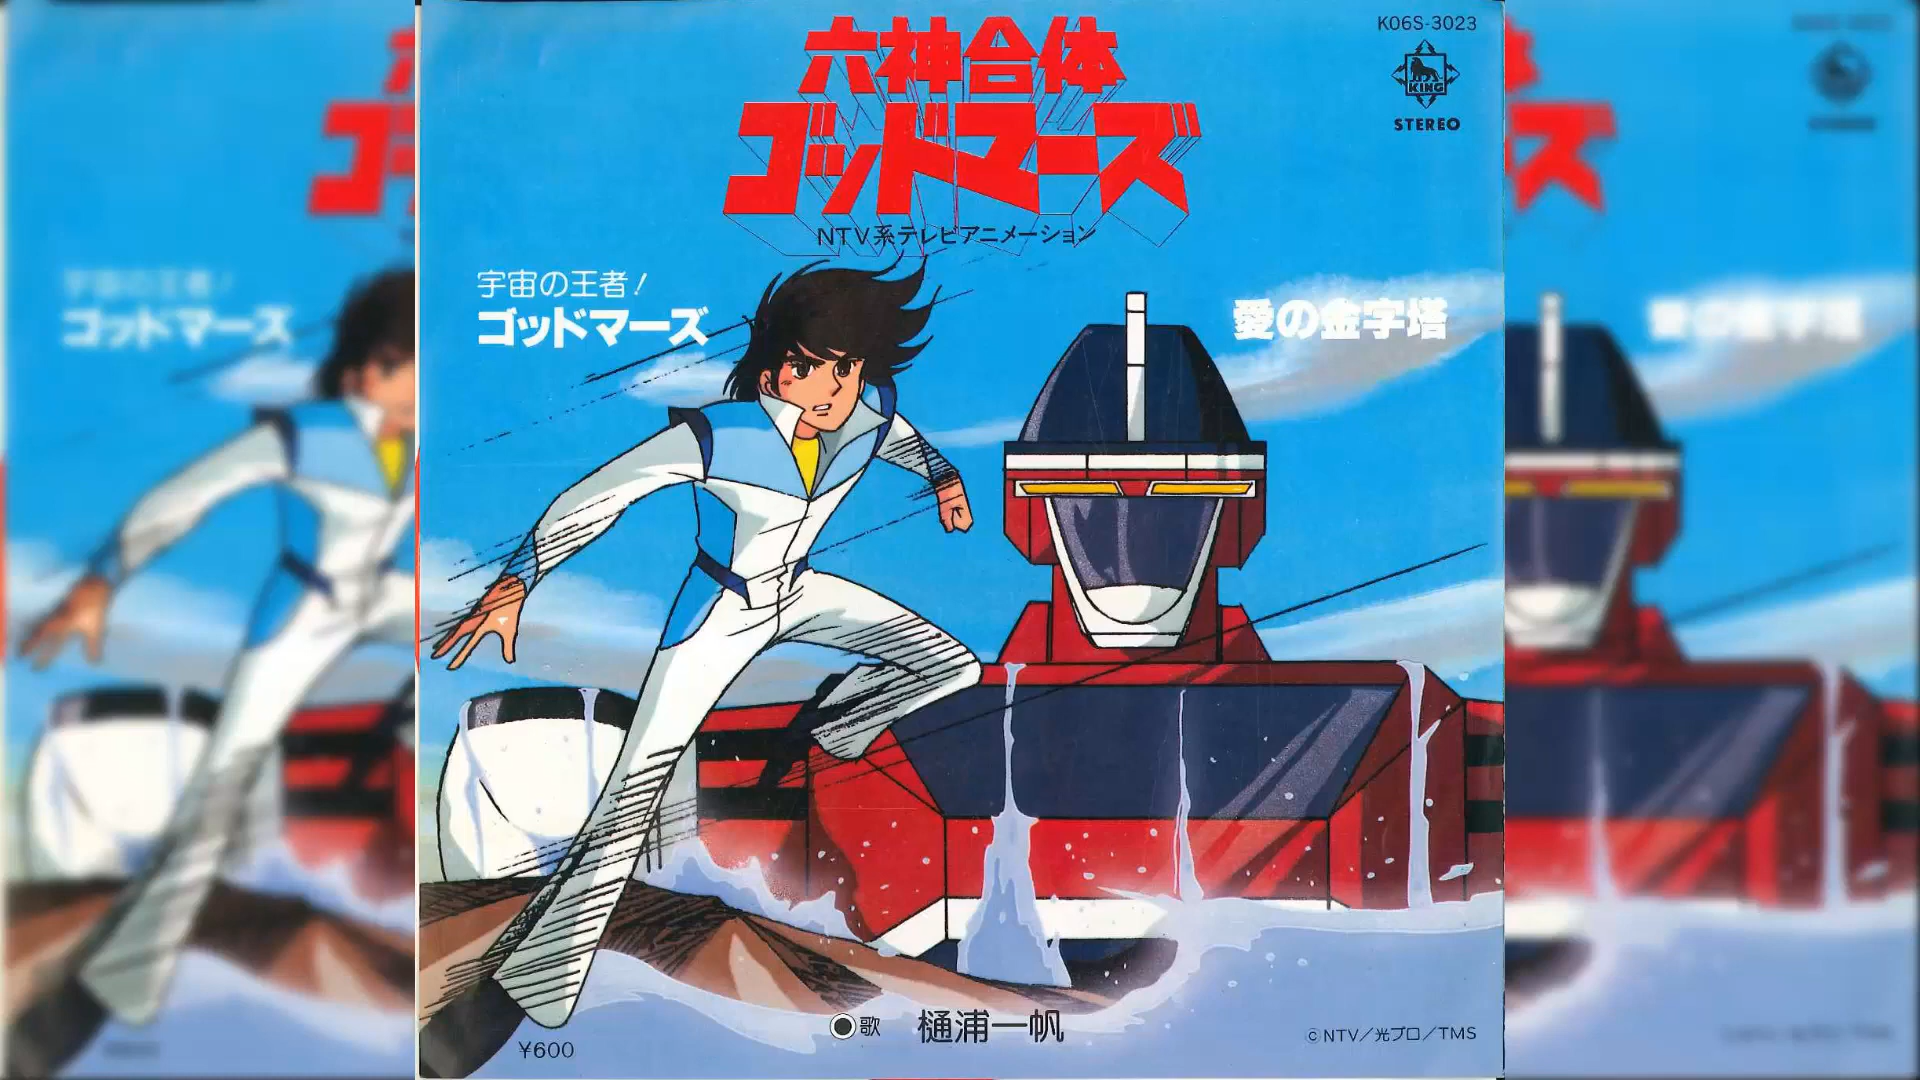 六神合体
ゴッドマーズ
NTV系テレビアニメーション
K06S-3023
KING
STEREO
宇宙の王者!
ゴッドマーズ
愛の金字塔
歌 樋浦一帆
¥600
©NTV/光プロ/TMS